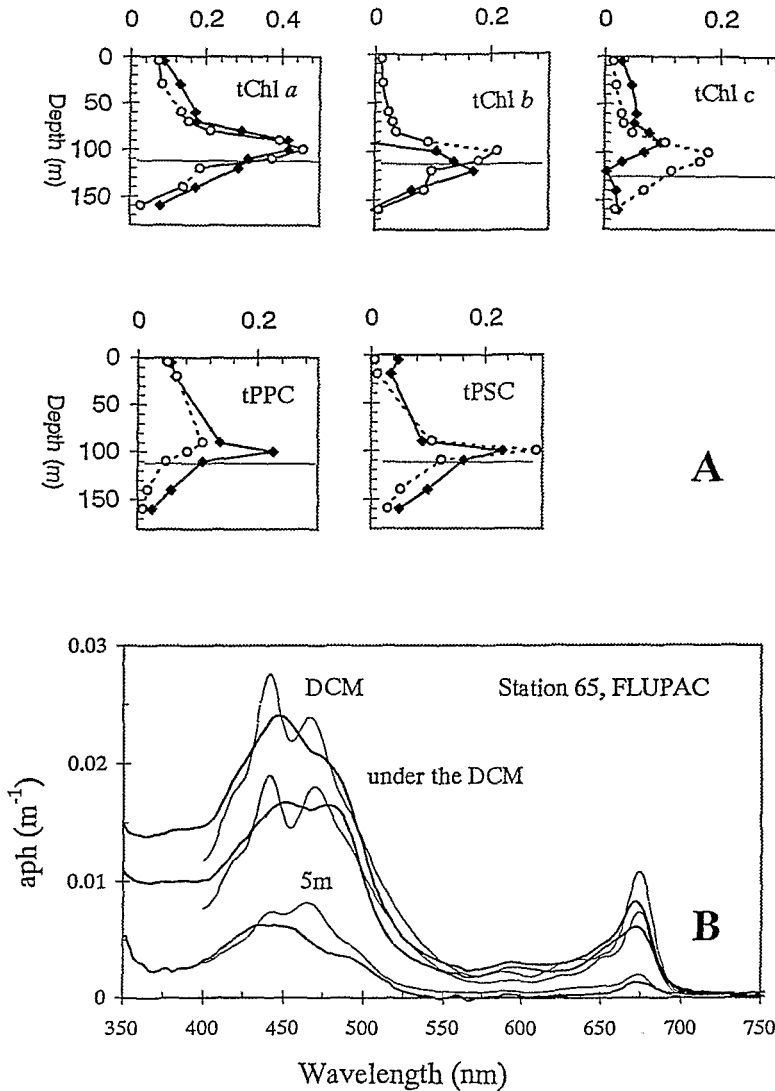 0 0.2 0.4
0 0.2
0 0.2
0
50
100
150
Depth (m)
tChl a
tChl b
tChl c
0 0.2
0 0.2
0
50
100
150
Depth (m)
tPPC
tPSC
A
0.03
0.02
0.01
0
aph (m⁻¹)
DCM
Station 65, FLUPAC
under the DCM
5m
B
350 400 450 500 550 600 650 700 750
Wavelength (nm)